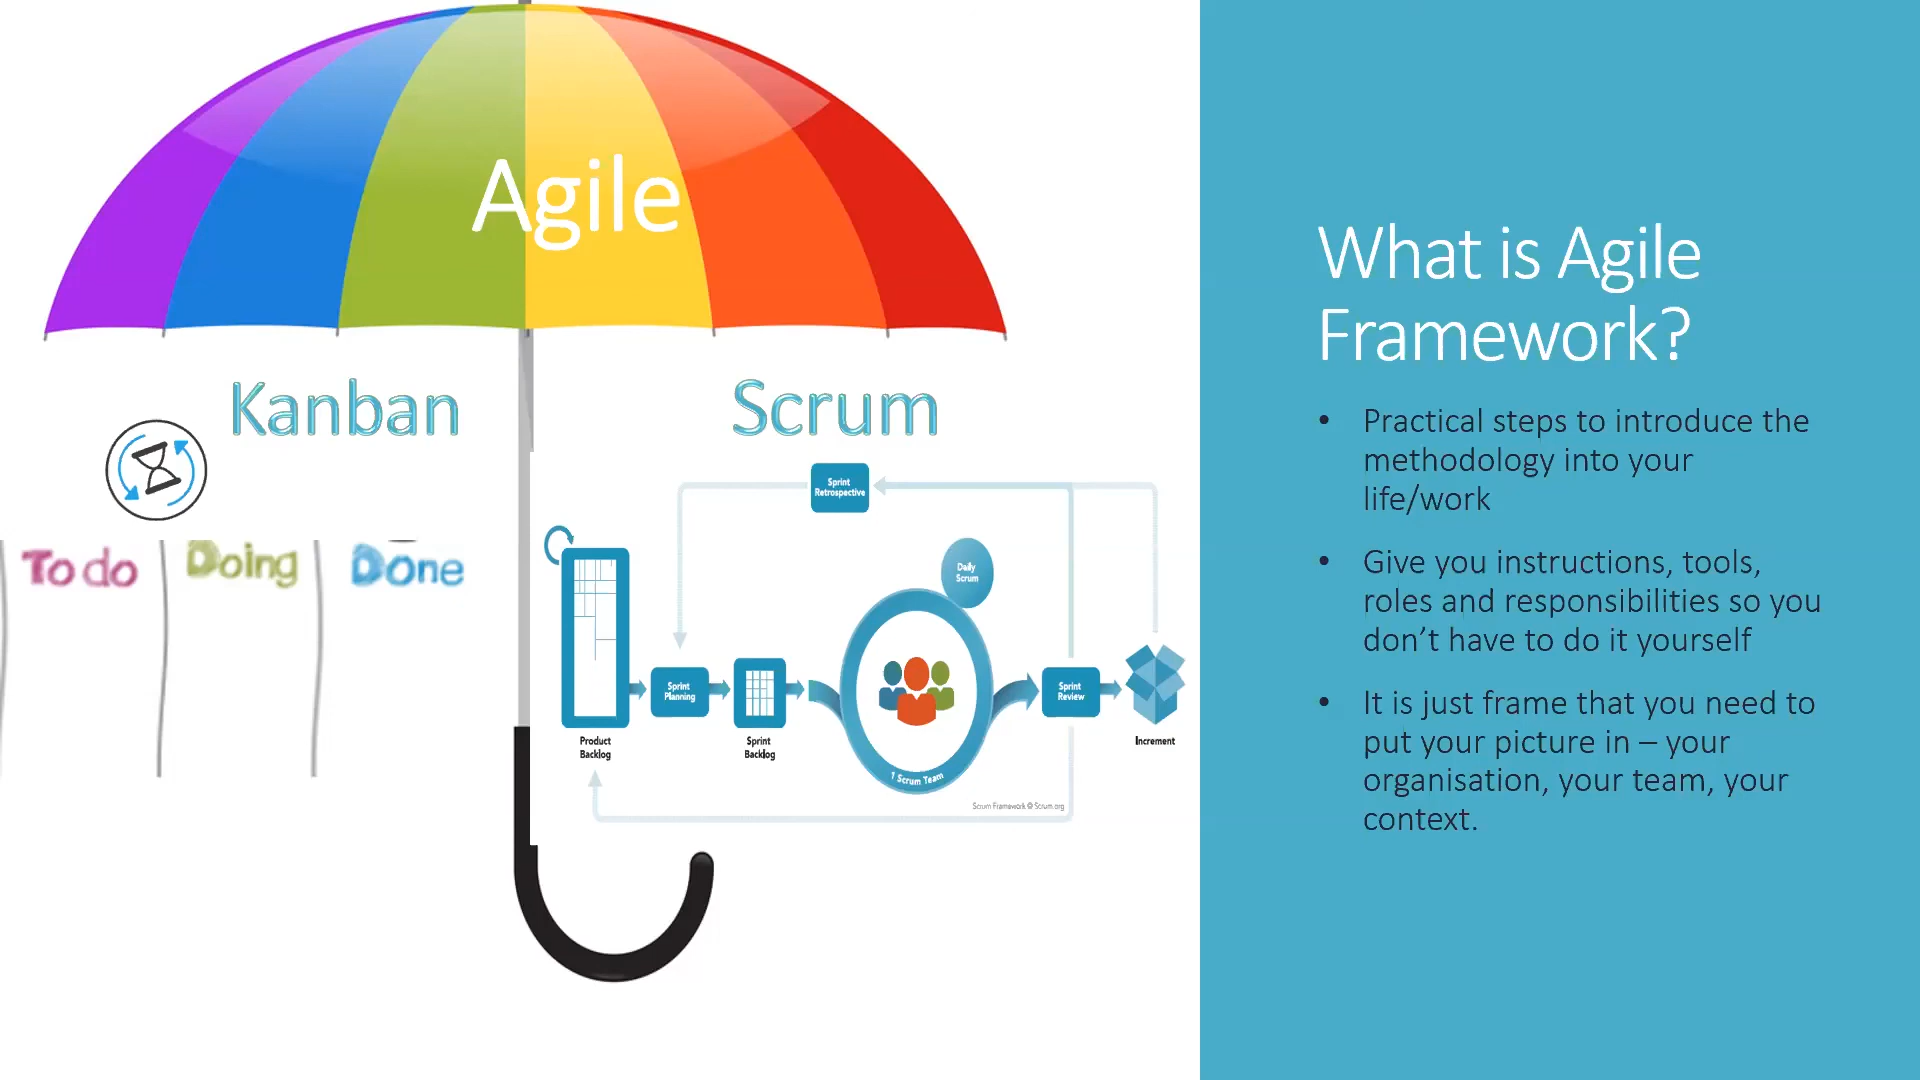 Agile
Kanban
Scrum
To do
Doing
Done
Sprint
Retrospective
Daily
Scrum
Sprint
Planning
Sprint
Review
Product
Backlog
Sprint
Backlog
1 Scrum Team
Increment
Scrum Framework © Scrum.org
What is Agile
Framework?
• Practical steps to introduce the
methodology into your
life/work
• Give you instructions, tools,
roles and responsibilities so you
don’t have to do it yourself
• It is just frame that you need to
put your picture in – your
organisation, your team, your
context.